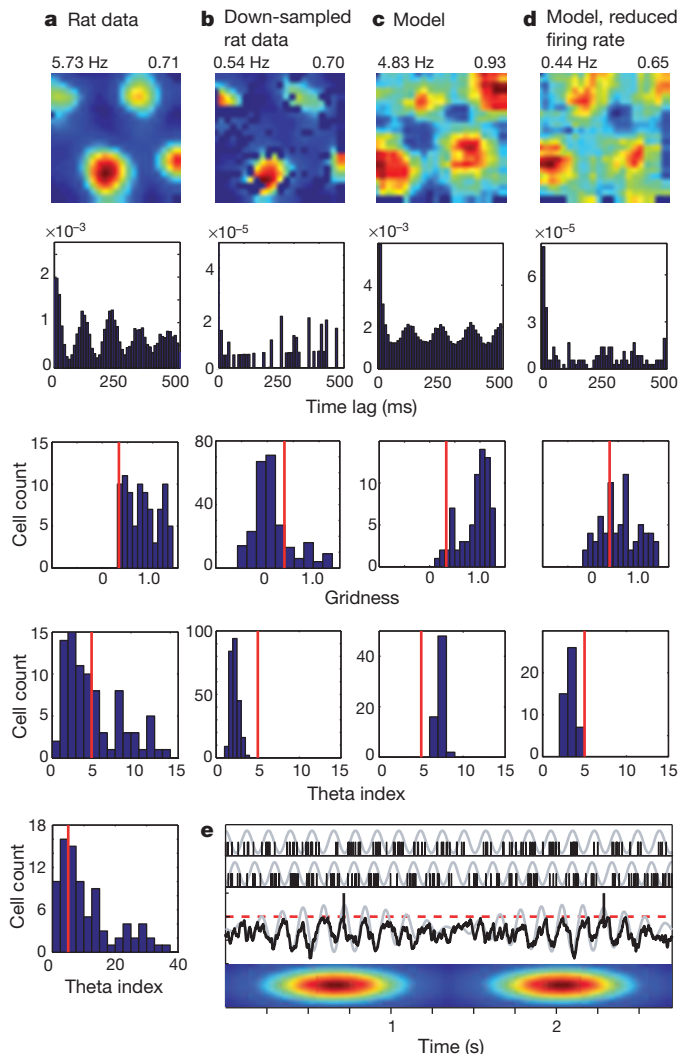 a Rat data
b Down-sampled rat data
c Model
d Model, reduced firing rate
5.73 Hz 0.71
0.54 Hz 0.70
4.83 Hz 0.93
0.44 Hz 0.65
×10⁻³
2
1
0
0 250 500
×10⁻⁵
4
2
0
0 250 500
×10⁻³
4
2
0
0 250 500
×10⁻⁵
6
3
0
0 250 500
Time lag (ms)
Cell count
15
10
5
0
0 1.0
80
40
0
0 1.0
10
5
0
0 1.0
10
5
0
0 1.0
Gridness
Cell count
15
10
5
0
0 5 10 15
100
50
0
0 5 10 15
50
25
0
0 5 10 15
20
10
0
0 5 10 15
Theta index
Cell count
18
12
6
0
0 20 40
Theta index
e
1 2
Time (s)